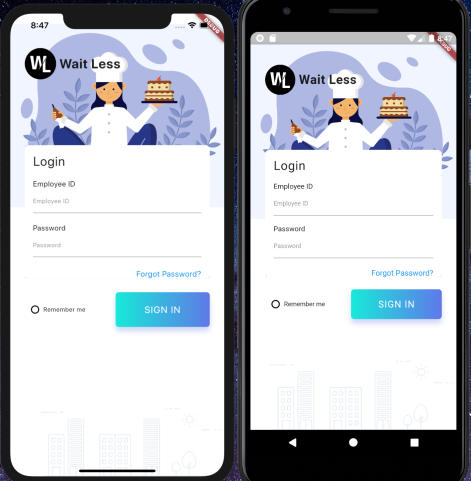 8:47
DEBUG
WL Wait Less
Login
Employee ID
Employee ID
Password
Password
Forgot Password?
Remember me
SIGN IN
8:47
DEBUG
WL Wait Less
Login
Employee ID
Employee ID
Password
Password
Forgot Password?
Remember me
SIGN IN